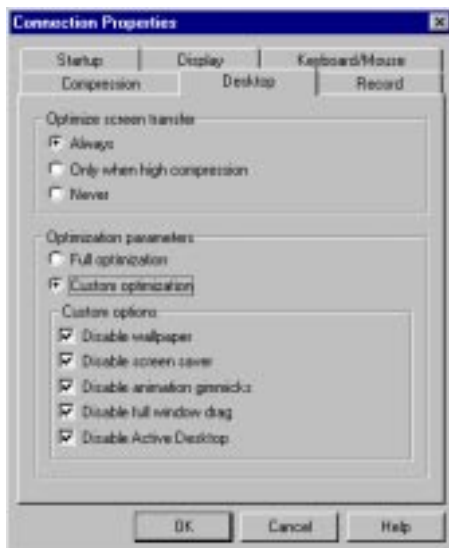 Connection Properties
Startup Display Keyboard/Mouse
Compression Desktop Record
Optimize screen transfer
Always
Only when high compression
Never
Optimization parameters
Full optimization
Custom optimization
Custom options
Disable wallpaper
Disable screen saver
Disable animation gimmicks
Disable full window drag
Disable Active Desktop
OK Cancel Help